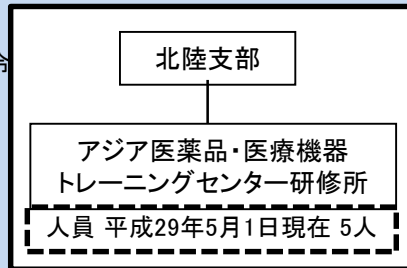 北陸支部
アジア医薬品・医療機器
トレーニングセンター研修所
人員 平成29年5月1日現在 5人